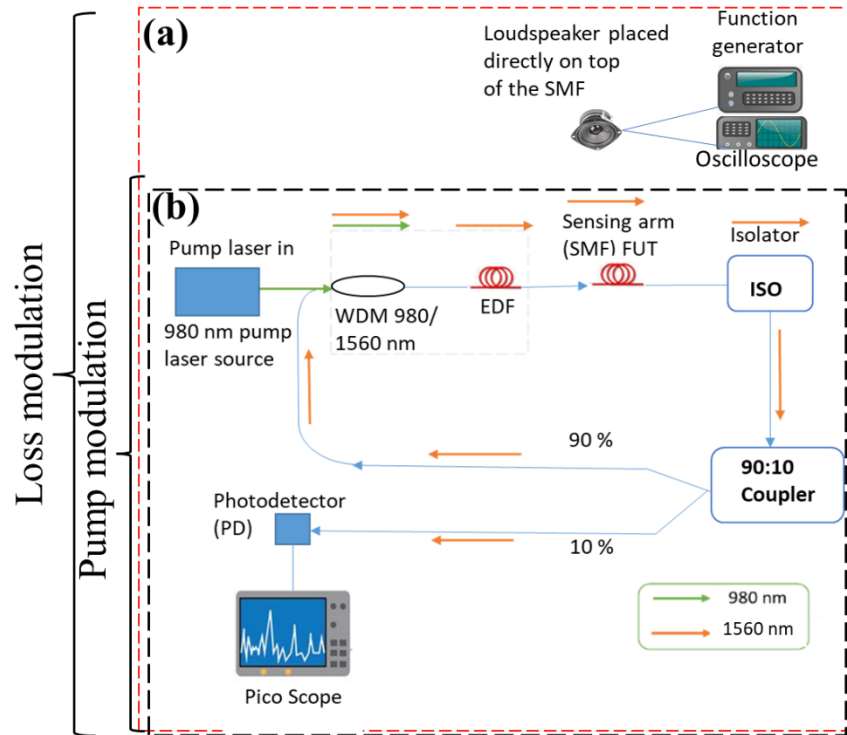 Loss modulation
Pump modulation
(a)
Loudspeaker placed
directly on top
of the SMF
Function
generator
Oscilloscope
(b)
Pump laser in
980 nm pump
laser source
WDM 980/
1560 nm
EDF
Sensing arm
(SMF) FUT
Isolator
ISO
90 %
90:10
Coupler
Photodetector
(PD)
10 %
Pico Scope
980 nm
1560 nm